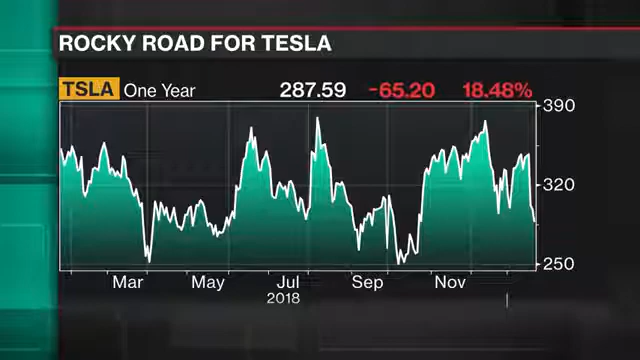 ROCKY ROAD FOR TESLA
TSLA One Year 287.59 -65.20 18.48%
390
320
250
Mar May Jul Sep Nov
2018